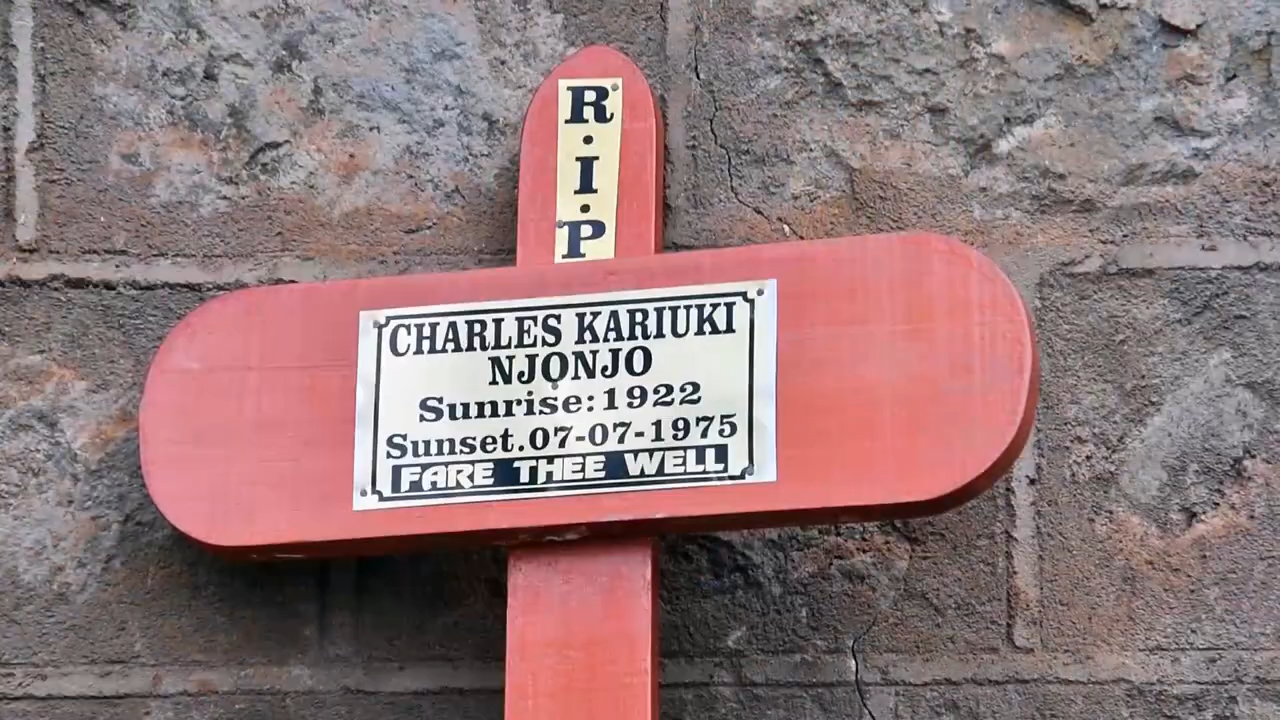 R
.
I
.
P
CHARLES KARIUKI
NJONJO
Sunrise:1922
Sunset.07-07-1975
FARE THEE WELL